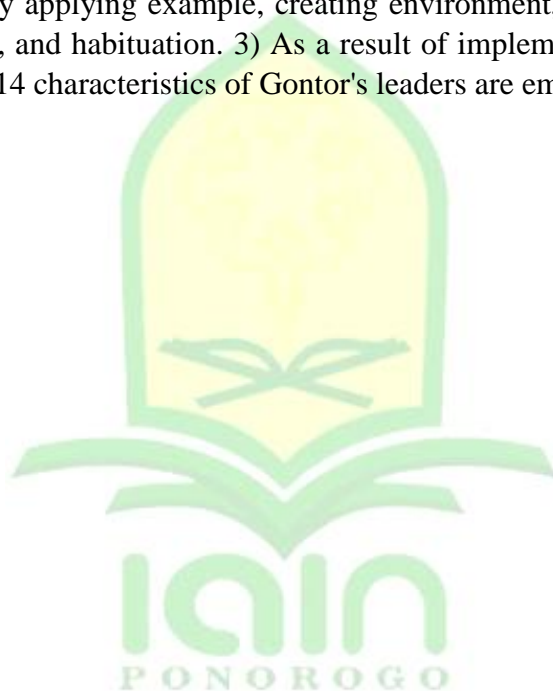 y applying example, creating environment.
, and habituation. 3) As a result of implem
14 characteristics of Gontor's leaders are em
iain
PONOROGO